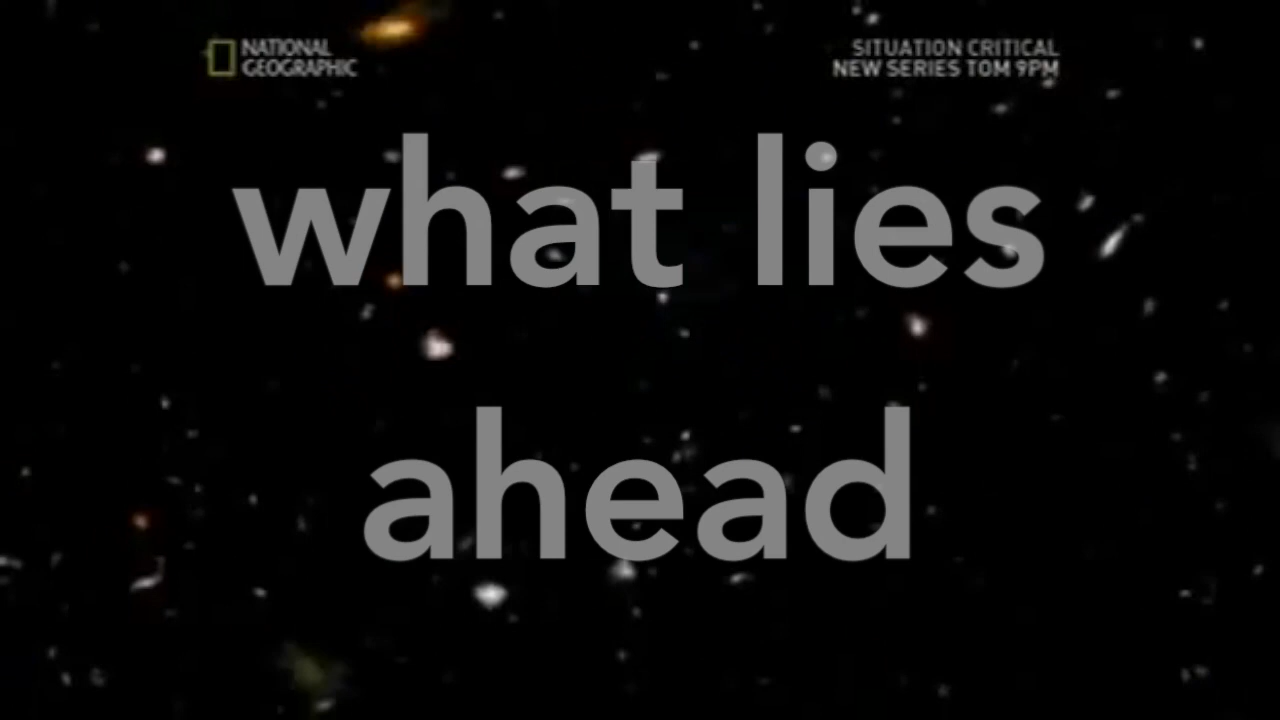 NATIONAL
GEOGRAPHIC
SITUATION CRITICAL
NEW SERIES TOM 9PM
what lies
ahead